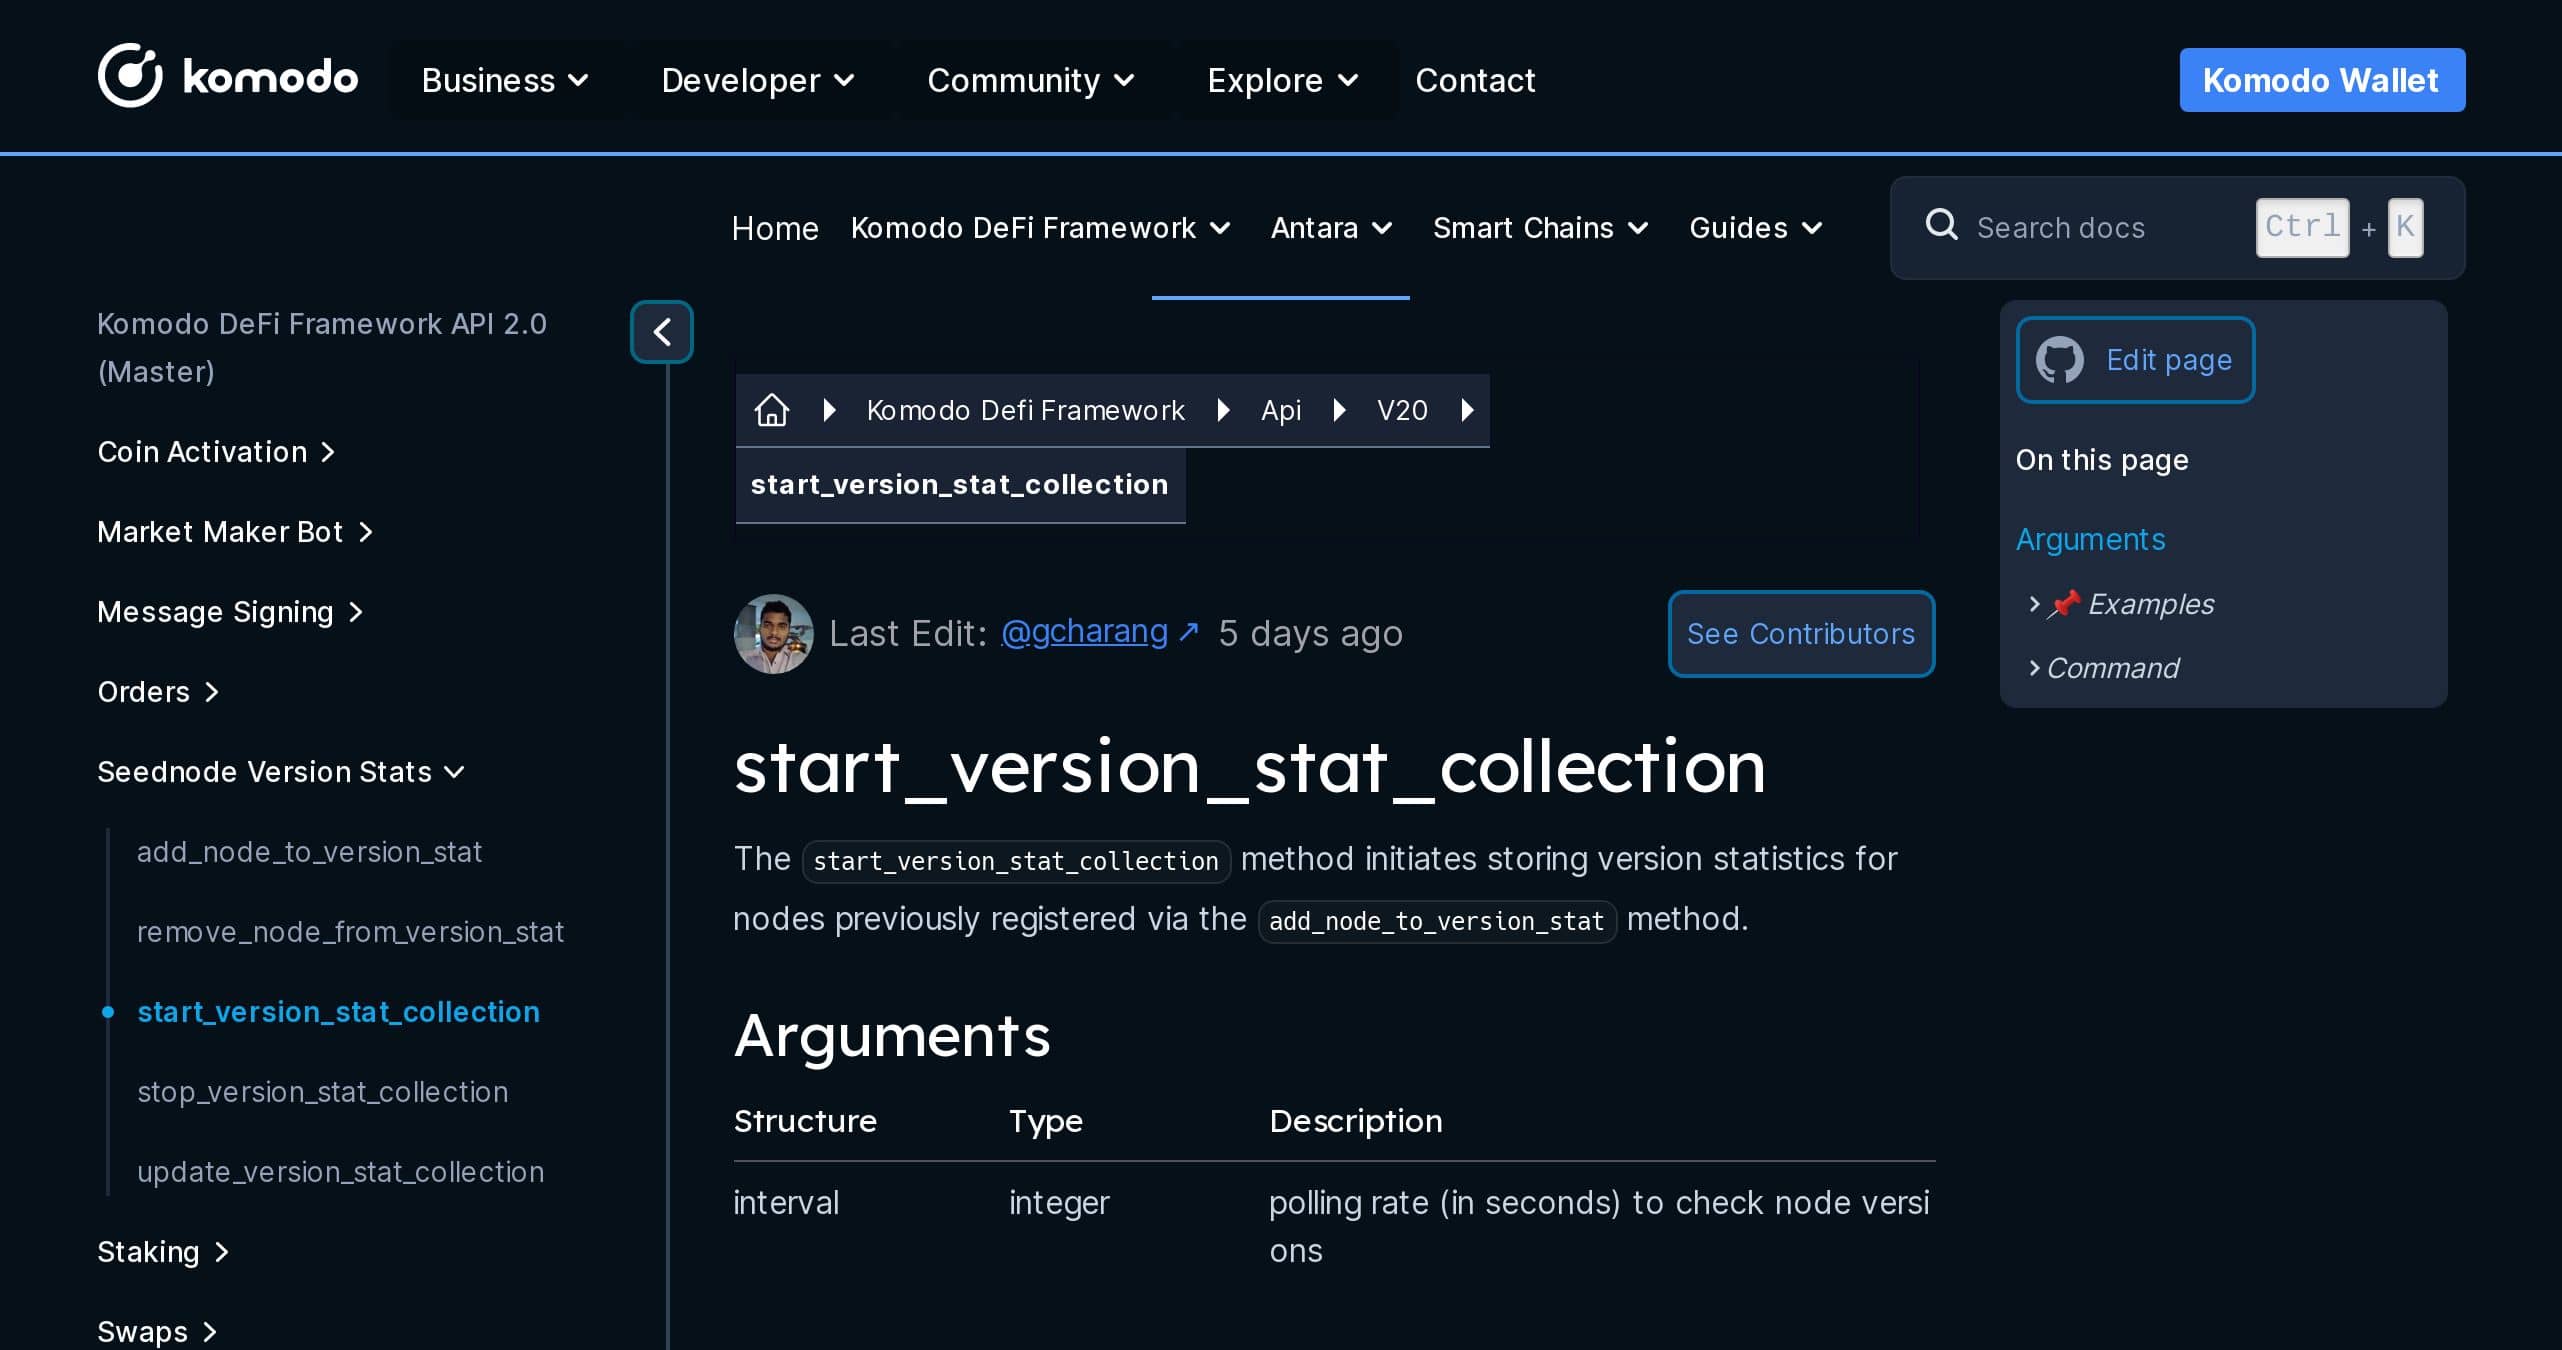 komodo
Business
Developer
Community
Explore
Contact
Komodo Wallet
Home
Komodo DeFi Framework
Antara
Smart Chains
Guides
Search docs
Ctrl + K
Komodo DeFi Framework API 2.0
(Master)
Coin Activation
Market Maker Bot
Message Signing
Orders
Seednode Version Stats
add_node_to_version_stat
remove_node_from_version_stat
start_version_stat_collection
stop_version_stat_collection
update_version_stat_collection
Staking
Swaps
Komodo Defi Framework
Api
V20
start_version_stat_collection
Last Edit: @gcharang ↗ 5 days ago
See Contributors
start_version_stat_collection
The start_version_stat_collection method initiates storing version statistics for
nodes previously registered via the add_node_to_version_stat method.
Arguments
Structure Type Description
interval integer polling rate (in seconds) to check node versi
ons
Edit page
On this page
Arguments
📌 Examples
Command